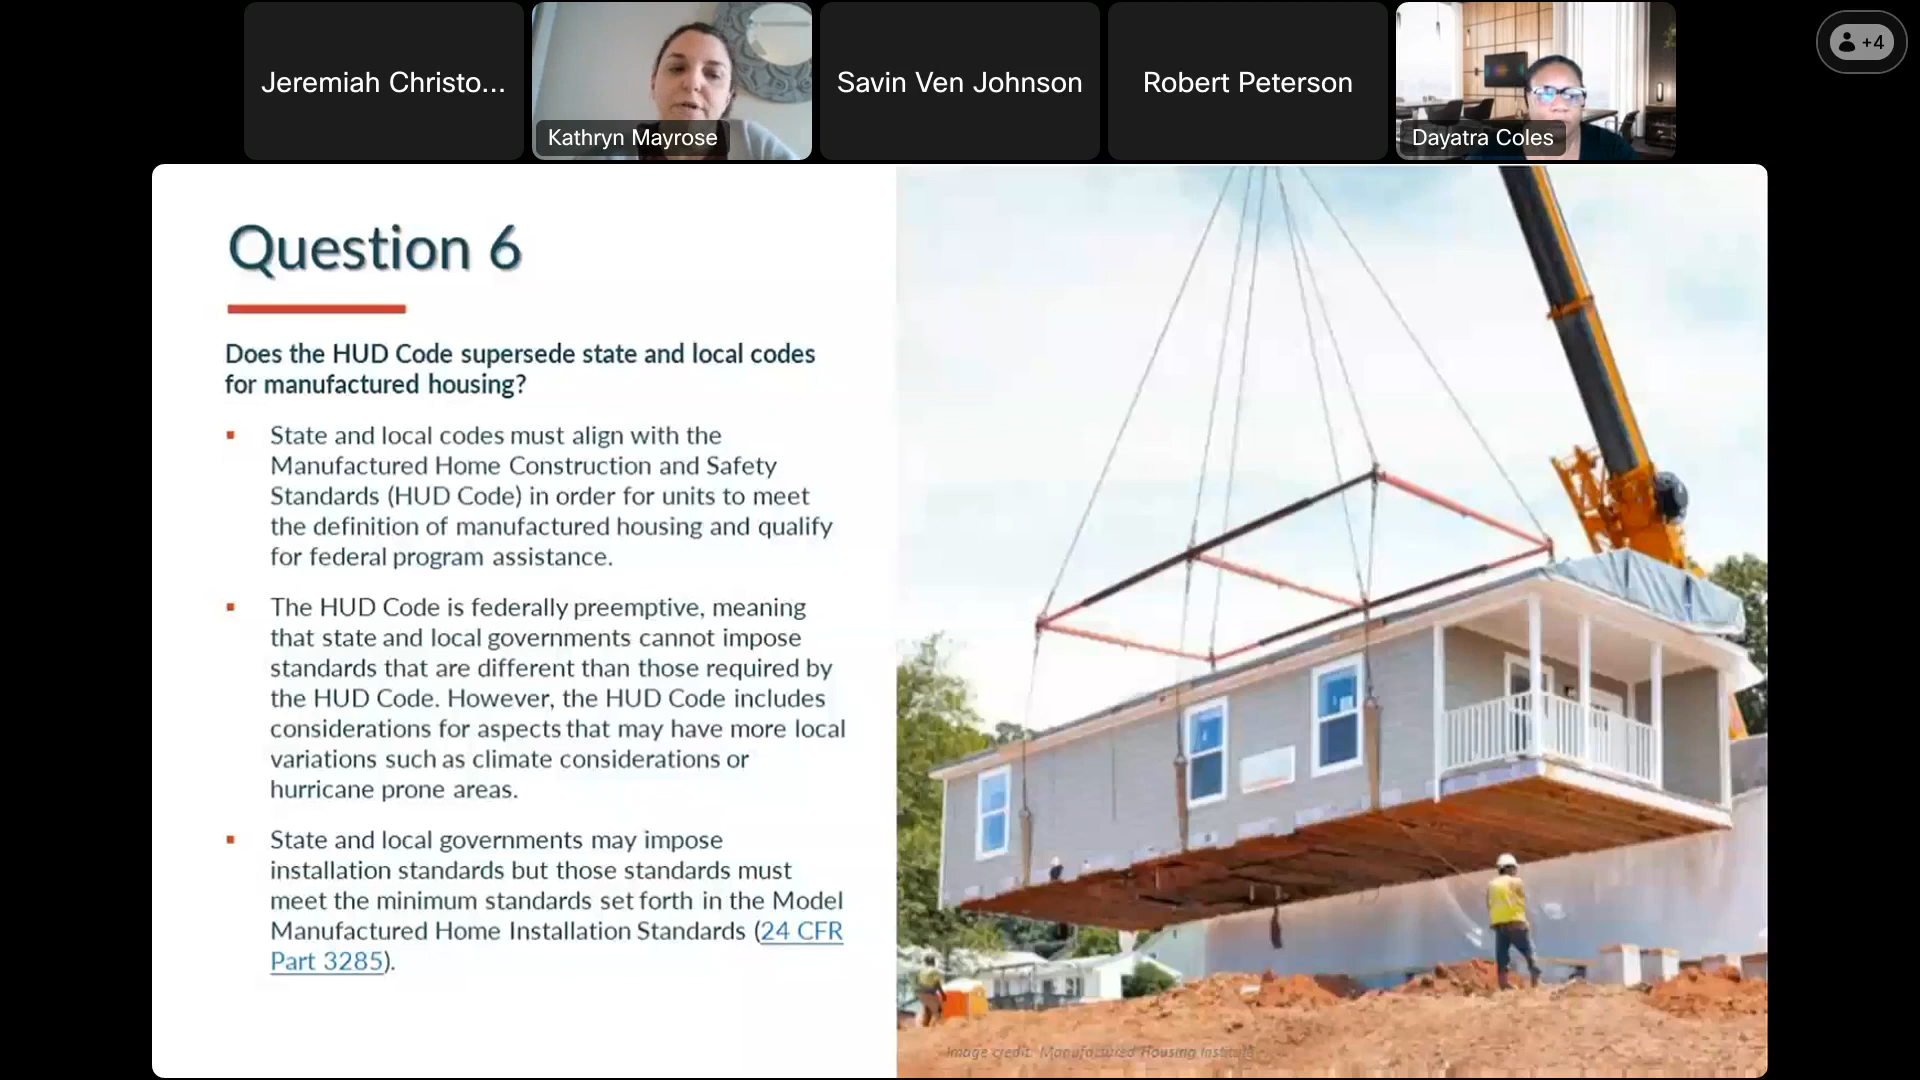 Jeremiah Christo...
Kathryn Mayrose
Savin Ven Johnson
Robert Peterson
Dayatra Coles
+4
Question 6
Does the HUD Code supersede state and local codes
for manufactured housing?
State and local codes must align with the
Manufactured Home Construction and Safety
Standards (HUD Code) in order for units to meet
the definition of manufactured housing and qualify
for federal program assistance.
The HUD Code is federally preemptive, meaning
that state and local governments cannot impose
standards that are different than those required by
the HUD Code. However, the HUD Code includes
considerations for aspects that may have more local
variations such as climate considerations or
hurricane prone areas.
State and local governments may impose
installation standards but those standards must
meet the minimum standards set forth in the Model
Manufactured Home Installation Standards (24 CFR
Part 3285).
Image credit: Manufactured Housing Institute